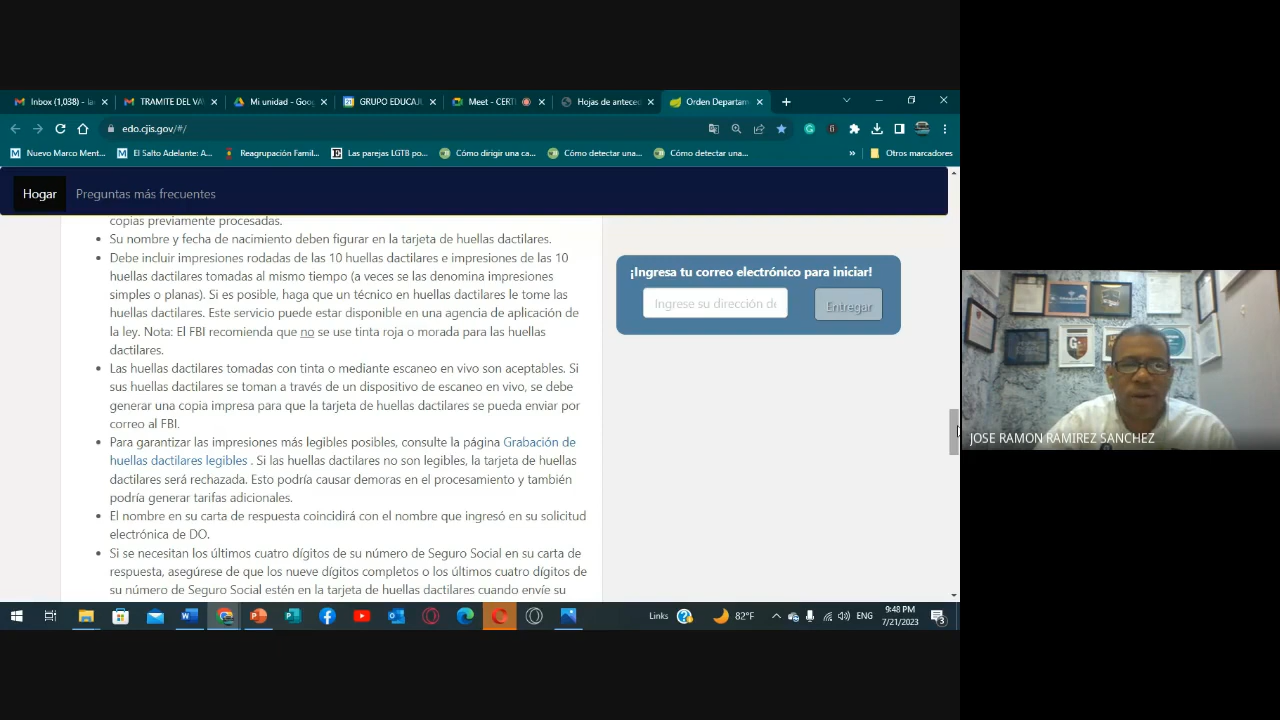 Inbox (1,038) - la
TRAMITE DEL VA
Mi unidad - Goo
GRUPO EDUCAJ
Meet - CERT
Hojas de antece
Orden Departam
edo.cjis.gov/#/
Nuevo Marco Ment...
El Salto Adelante: A...
Reagrupación Famil...
Las parejas LGTB po...
Cómo dirigir una ca...
Cómo detectar una...
Cómo detectar una...
»
Otros marcadores
Hogar
Preguntas más frecuentes
copias previamente procesadas.
• Su nombre y fecha de nacimiento deben figurar en la tarjeta de huellas dactilares.
• Debe incluir impresiones rodadas de las 10 huellas dactilares e impresiones de las 10
huellas dactilares tomadas al mismo tiempo (a veces se las denomina impresiones
simples o planas). Si es posible, haga que un técnico en huellas dactilares le tome las
huellas dactilares. Este servicio puede estar disponible en una agencia de aplicación de
la ley. Nota: El FBI recomienda que no se use tinta roja o morada para las huellas
dactilares.
• Las huellas dactilares tomadas con tinta o mediante escaneo en vivo son aceptables. Si
sus huellas dactilares se toman a través de un dispositivo de escaneo en vivo, se debe
generar una copia impresa para que la tarjeta de huellas dactilares se pueda enviar por
correo al FBI.
• Para garantizar las impresiones más legibles posibles, consulte la página Grabación de
huellas dactilares legibles . Si las huellas dactilares no son legibles, la tarjeta de huellas
dactilares será rechazada. Esto podría causar demoras en el procesamiento y también
podría generar tarifas adicionales.
• El nombre en su carta de respuesta coincidirá con el nombre que ingresó en su solicitud
electrónica de DO.
• Si se necesitan los últimos cuatro dígitos de su número de Seguro Social en su carta de
respuesta, asegúrese de que los nueve dígitos completos o los últimos cuatro dígitos de
su número de Seguro Social estén en la tarjeta de huellas dactilares cuando envíe su
¡Ingresa tu correo electrónico para iniciar!
Ingrese su dirección de
Entregar
JOSE RAMON RAMIREZ SANCHEZ
Links
82°F
ENG
9:48 PM
7/21/2023
3